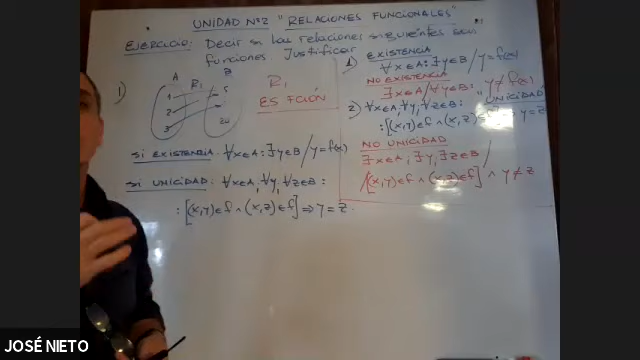 UNIDAD Nº2 "RELACIONES FUNCIONALES"
EJERCICIO: Decir si las relaciones siguientes son
funciones. Justificar
1)
A R₁ B
1
2
3
5
R₁
ES FCIÓN
SI EXISTENCIA: ∀x∈A: ∃y∈B / y=f(x)
SI UNICIDAD: ∀x∈A, ∀y, ∀z∈B:
: [(x,y)∈f ∧ (x,z)∈f] ⇒ y = z.
1) EXISTENCIA
∀x∈A: ∃y∈B / y=f(x)
NO EXISTENCIA
∃x∈A / ∀y∈B: y≠f(x)
2) ∀x∈A, ∀y, ∀z∈B: UNICIDAD
: [(x,y)∈f ∧ (x,z)∈f] ⇒ y = z
NO UNICIDAD
∃x∈A; ∃y, ∃z∈B /
/[(x,y)∈f ∧ (x,z)∈f] ∧ y≠z
JOSÉ NIETO